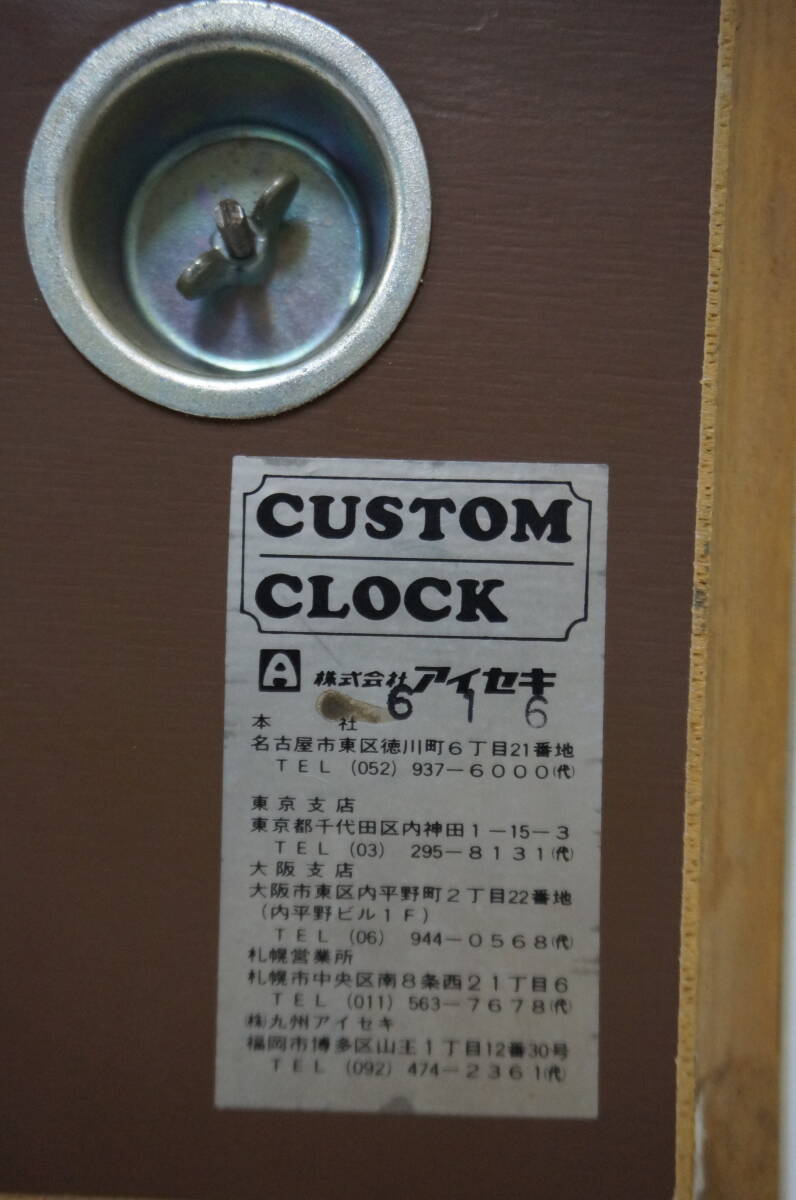 CUSTOM
CLOCK
A 株式会社アイセキ
6 1 6
本社
名古屋市東区徳川町6丁目21番地
TEL (052) 937-6000(代)
東京支店
東京都千代田区内神田1-15-3
TEL (03) 295-8131(代)
大阪支店
大阪市東区内平野町2丁目22番地
(内平野ビル1F)
TEL (06) 944-0568(代)
札幌営業所
札幌市中央区南8条西21丁目6
TEL (011) 563-7678(代)
㈱九州アイセキ
福岡市博多区山王1丁目12番30号
TEL (092) 474-2361(代)